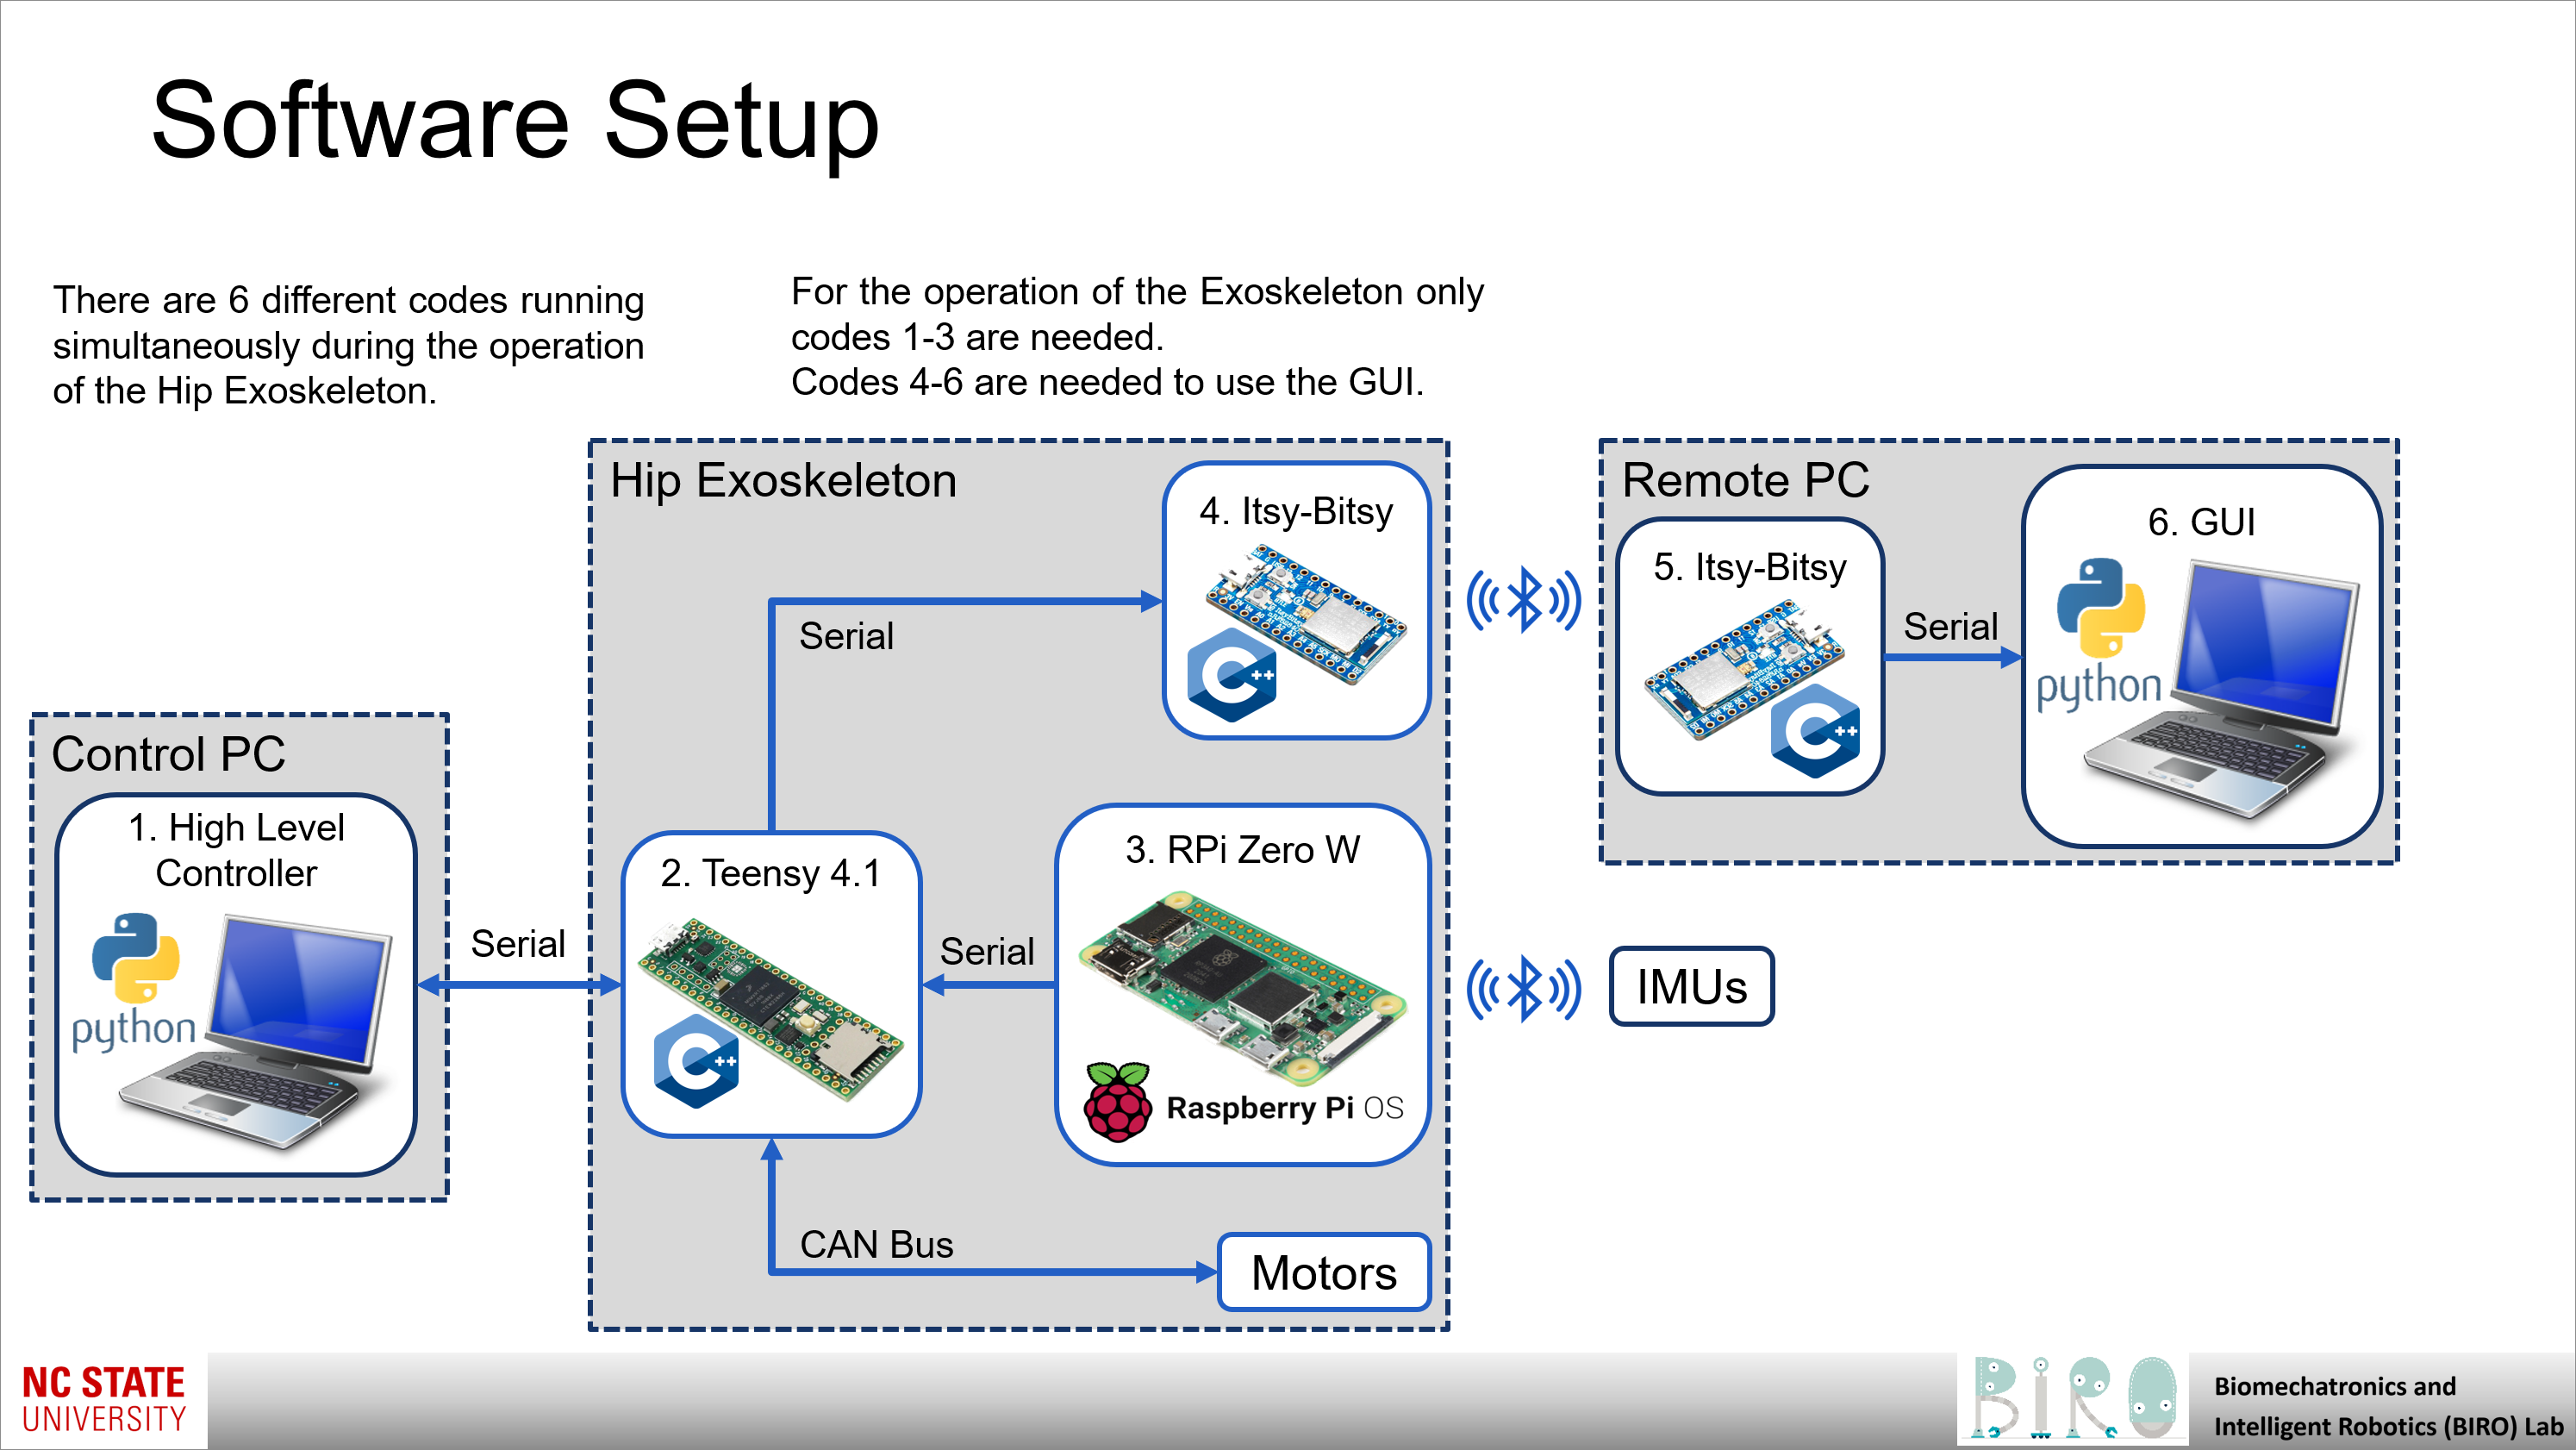 Software Setup
There are 6 different codes running
simultaneously during the operation
of the Hip Exoskeleton.
For the operation of the Exoskeleton only
codes 1-3 are needed.
Codes 4-6 are needed to use the GUI.
Control PC
1. High Level
Controller
python
Serial
Hip Exoskeleton
4. Itsy-Bitsy
C++
Serial
2. Teensy 4.1
C++
Serial
3. RPi Zero W
Raspberry Pi OS
CAN Bus
Motors
Remote PC
5. Itsy-Bitsy
C++
Serial
6. GUI
python
IMUs
NC STATE
UNIVERSITY
BiRO
Biomechatronics and
Intelligent Robotics (BIRO) Lab